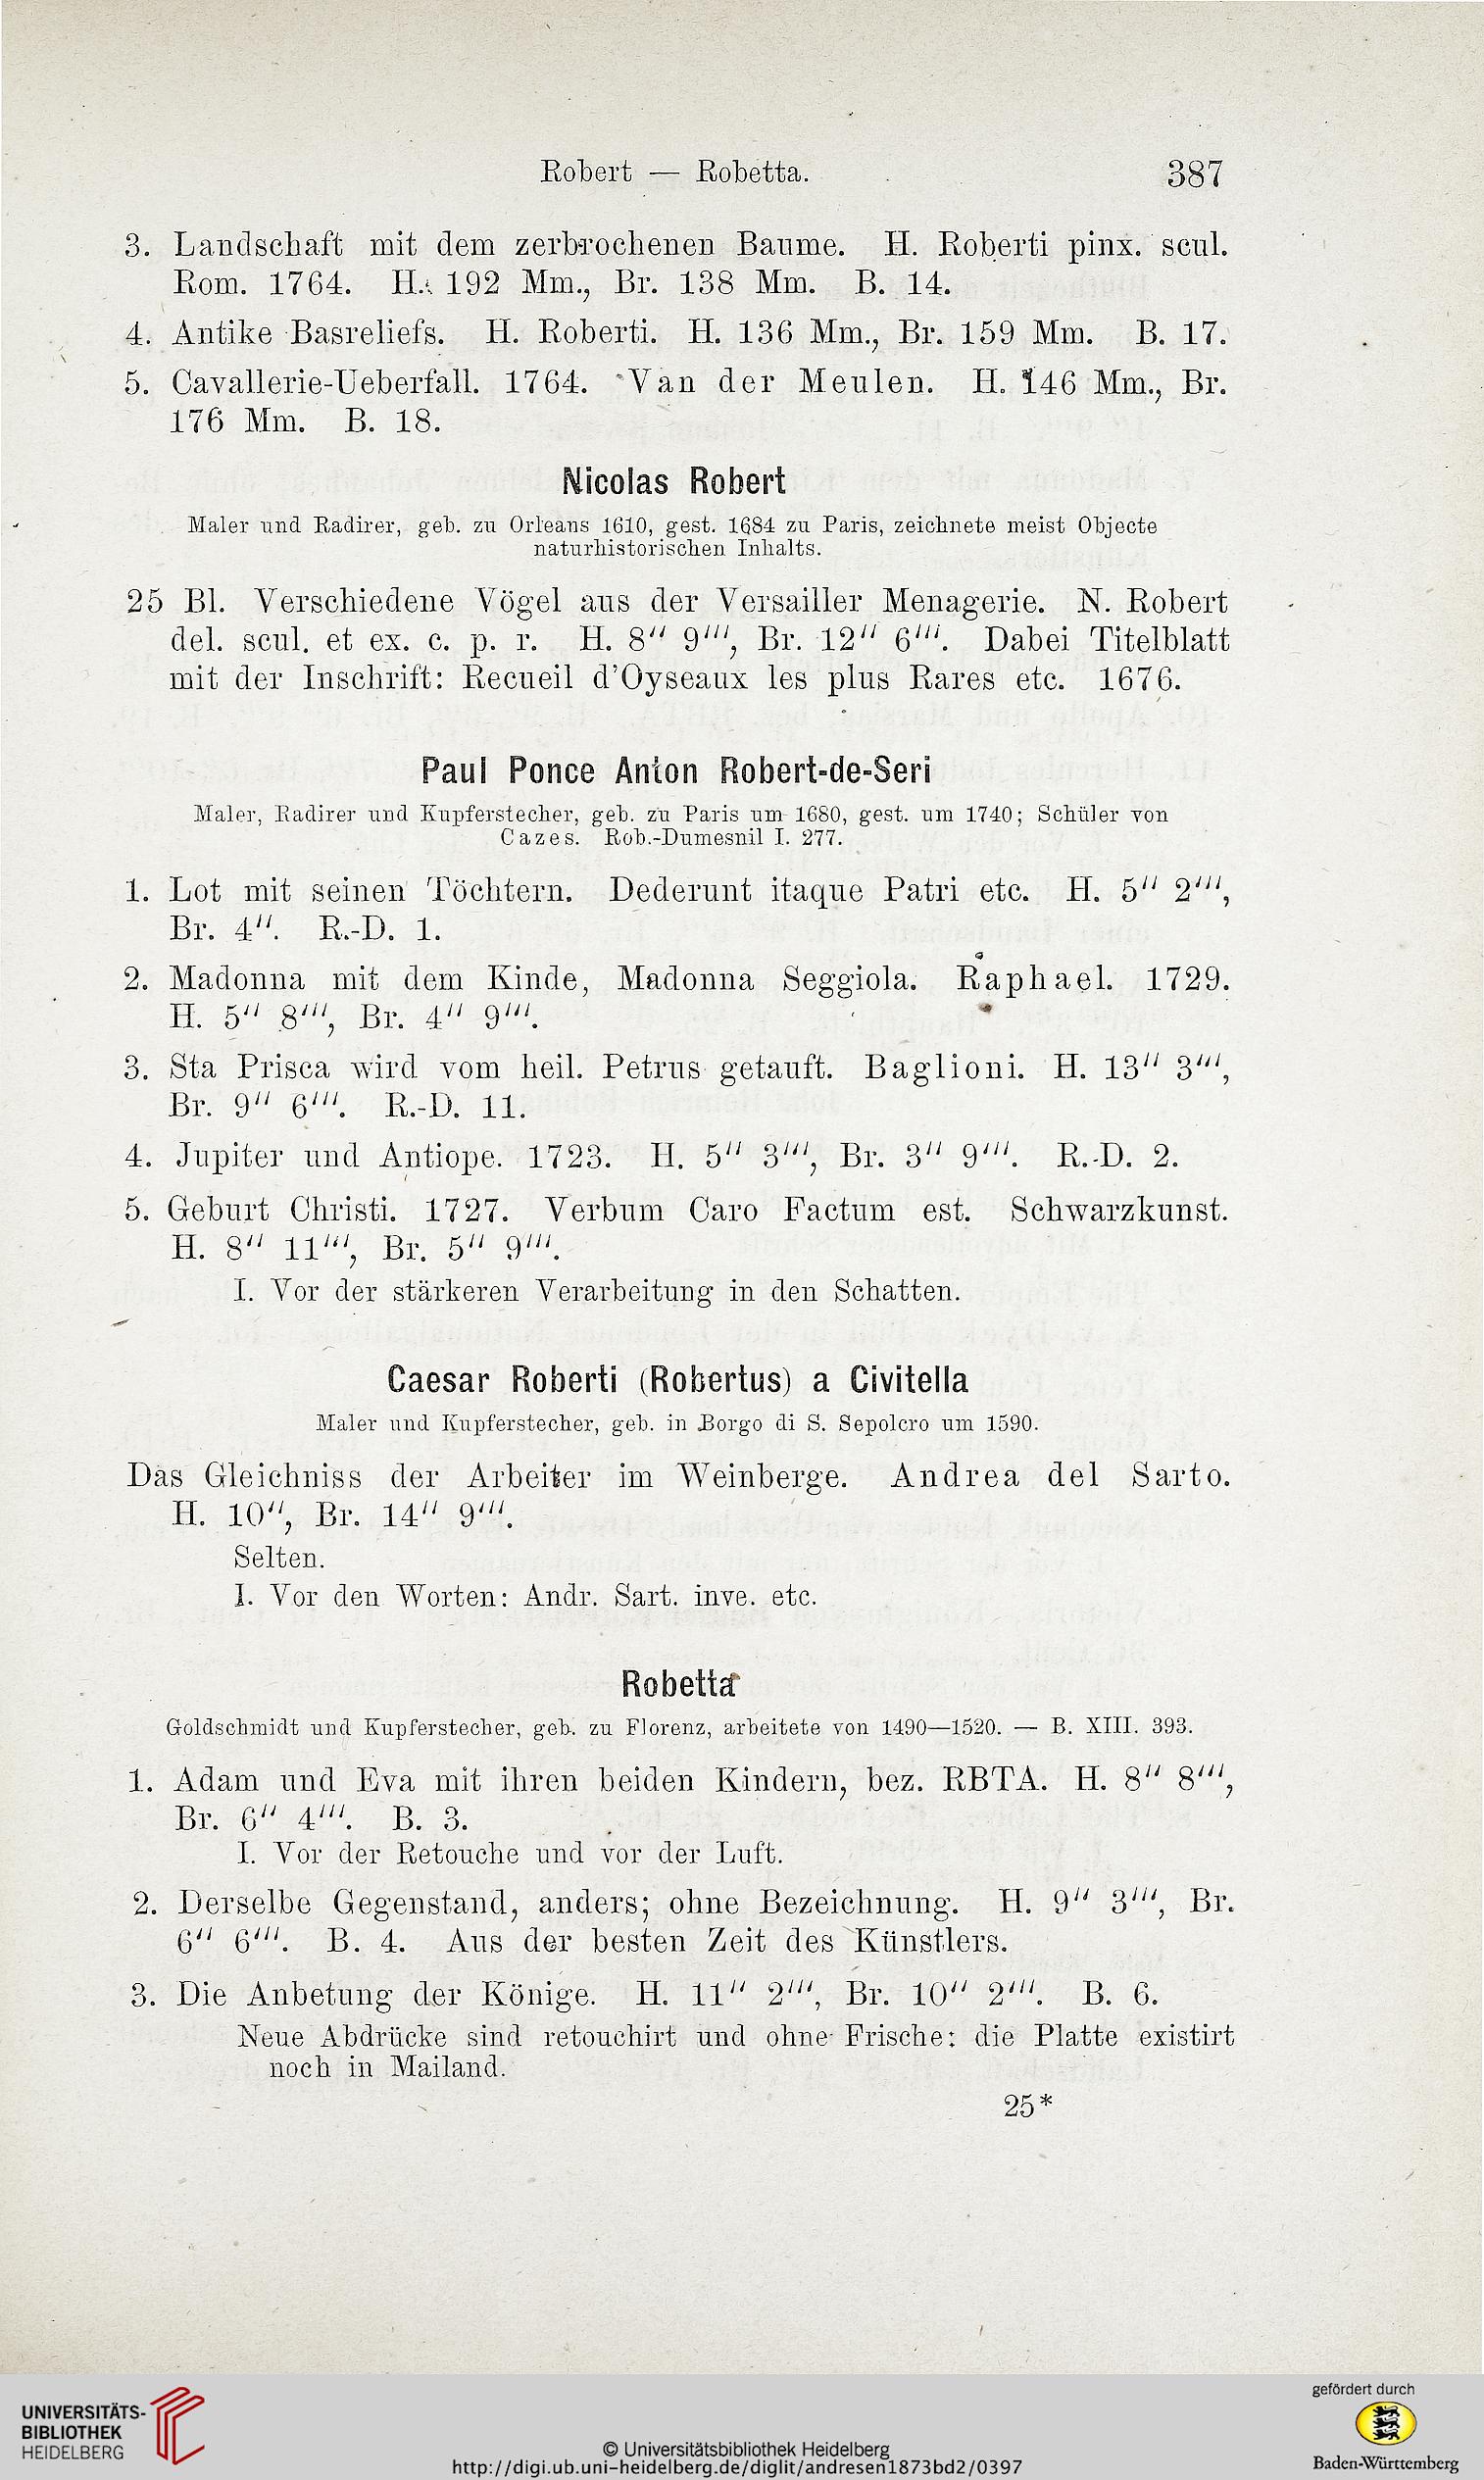 Robert — Robetta. 387
3. Landschaft mit dem zerbrochenen Baume. H. Roberti pinx. scul.
Rom. 1764. H. 192 Mm., Br. 138 Mm. B. 14.
4. Antike Basreliefs. H. Roberti. H. 136 Mm., Br. 159 Mm. B. 17.
5. Cavallerie-Ueberfall. 1764. Van der Meulen. H. 146 Mm., Br.
176 Mm. B. 18.
Nicolas Robert
Maler und Radirer, geb. zu Orleans 1610, gest. 1684 zu Paris, zeichnete meist Objecte
naturhistorischen Inhalts.
25 Bl. Verschiedene Vögel aus der Versailler Menagerie. N. Robert
del. scul. et ex. c. p. r. H. 8″ 9‴, Br. 12″ 6‴. Dabei Titelblatt
mit der Inschrift: Recueil d'Oyseaux les plus Rares etc. 1676.
Paul Ponce Anton Robert-de-Seri
Maler, Radirer und Kupferstecher, geb. zu Paris um 1680, gest. um 1740; Schüler von
Cazes. Rob.-Dumesnil I. 277.
1. Lot mit seinen Töchtern. Dederunt itaque Patri etc. H. 5″ 2‴,
Br. 4″. R.-D. 1.
2. Madonna mit dem Kinde, Madonna Seggiola. Raphael. 1729.
H. 5″ 8‴, Br. 4″ 9‴.
3. Sta Prisca wird vom heil. Petrus getauft. Baglioni. H. 13″ 3‴,
Br. 9″ 6‴. R.-D. 11.
4. Jupiter und Antiope. 1723. H. 5″ 3‴, Br. 3″ 9‴. R.-D. 2.
5. Geburt Christi. 1727. Verbum Caro Factum est. Schwarzkunst.
H. 8″ 11‴, Br. 5″ 9‴.
I. Vor der stärkeren Verarbeitung in den Schatten.
Caesar Roberti (Robertus) a Civitella
Maler und Kupferstecher, geb. in Borgo di S. Sepolcro um 1590.
Das Gleichniss der Arbeiter im Weinberge. Andrea del Sarto.
H. 10″, Br. 14″ 9‴.
Selten.
I. Vor den Worten: Andr. Sart. inve. etc.
Robetta
Goldschmidt und Kupferstecher, geb. zu Florenz, arbeitete von 1490—1520. — B. XIII. 393.
1. Adam und Eva mit ihren beiden Kindern, bez. RBTA. H. 8″ 8‴,
Br. 6″ 4‴. B. 3.
I. Vor der Retouche und vor der Luft.
2. Derselbe Gegenstand, anders; ohne Bezeichnung. H. 9″ 3‴, Br.
6″ 6‴. B. 4. Aus der besten Zeit des Künstlers.
3. Die Anbetung der Könige. H. 11″ 2‴, Br. 10″ 2‴. B. 6.
Neue Abdrücke sind retouchirt und ohne Frische: die Platte existirt
noch in Mailand.
25*
UNIVERSITÄTS-
BIBLIOTHEK
HEIDELBERG
© Universitätsbibliothek Heidelberg
http://digi.ub.uni-heidelberg.de/diglit/andresen1873bd2/0397
gefördert durch
Baden-Württemberg